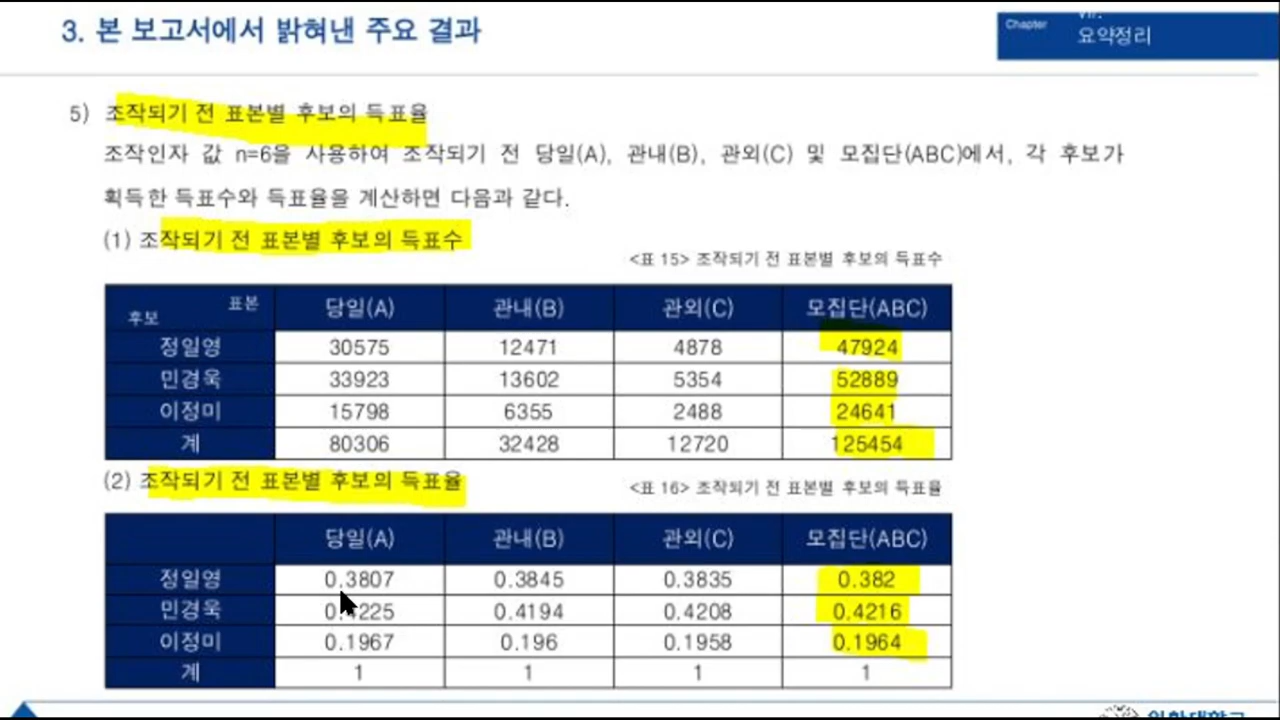 3. 본 보고서에서 밝혀낸 주요 결과
Chapter
요약정리
5) 조작되기 전 표본별 후보의 득표율
조작인자 값 n=6을 사용하여 조작되기 전 당일(A), 관내(B), 관외(C) 및 모집단(ABC)에서, 각 후보가
획득한 득표수와 득표율을 계산하면 다음과 같다.
(1) 조작되기 전 표본별 후보의 득표수
<표 15> 조작되기 전 표본별 후보의 득표수
표본 후보 당일(A) 관내(B) 관외(C) 모집단(ABC)
정일영 30575 12471 4878 47924
민경욱 33923 13602 5354 52889
이정미 15798 6355 2488 24641
계 80306 32428 12720 125454
(2) 조작되기 전 표본별 후보의 득표율
<표 16> 조작되기 전 표본별 후보의 득표율
당일(A) 관내(B) 관외(C) 모집단(ABC)
정일영 0.3807 0.3845 0.3835 0.382
민경욱 0.4225 0.4194 0.4208 0.4216
이정미 0.1967 0.196 0.1958 0.1964
계 1 1 1 1